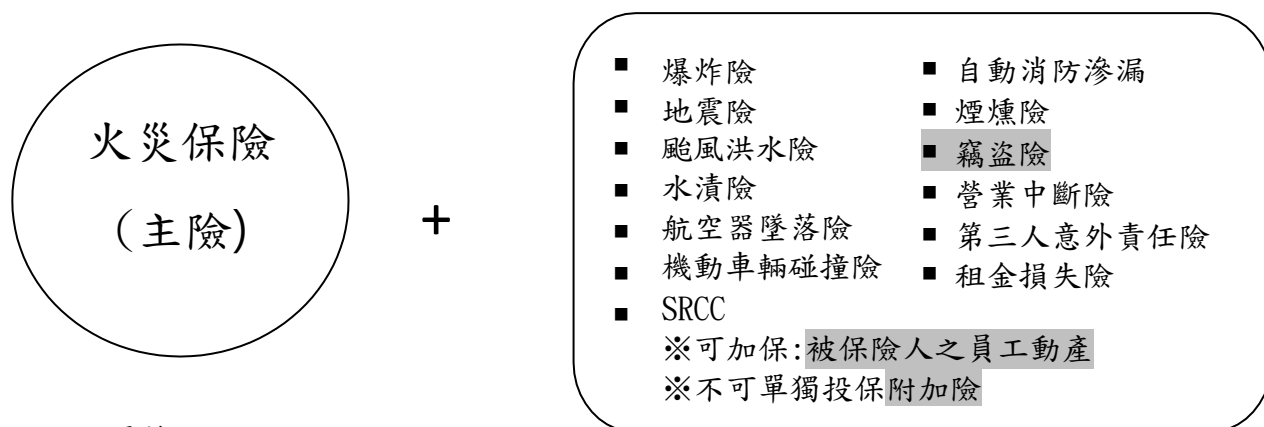 火災保險
（主險)
+
■ 爆炸險
■ 地震險
■ 颱風洪水險
■ 水漬險
■ 航空器墜落險
■ 機動車輛碰撞險
■ SRCC
■ 自動消防滲漏
■ 煙燻險
■ 竊盜險
■ 營業中斷險
■ 第三人意外責任險
■ 租金損失險
※可加保:被保險人之員工動產
※不可單獨投保附加險